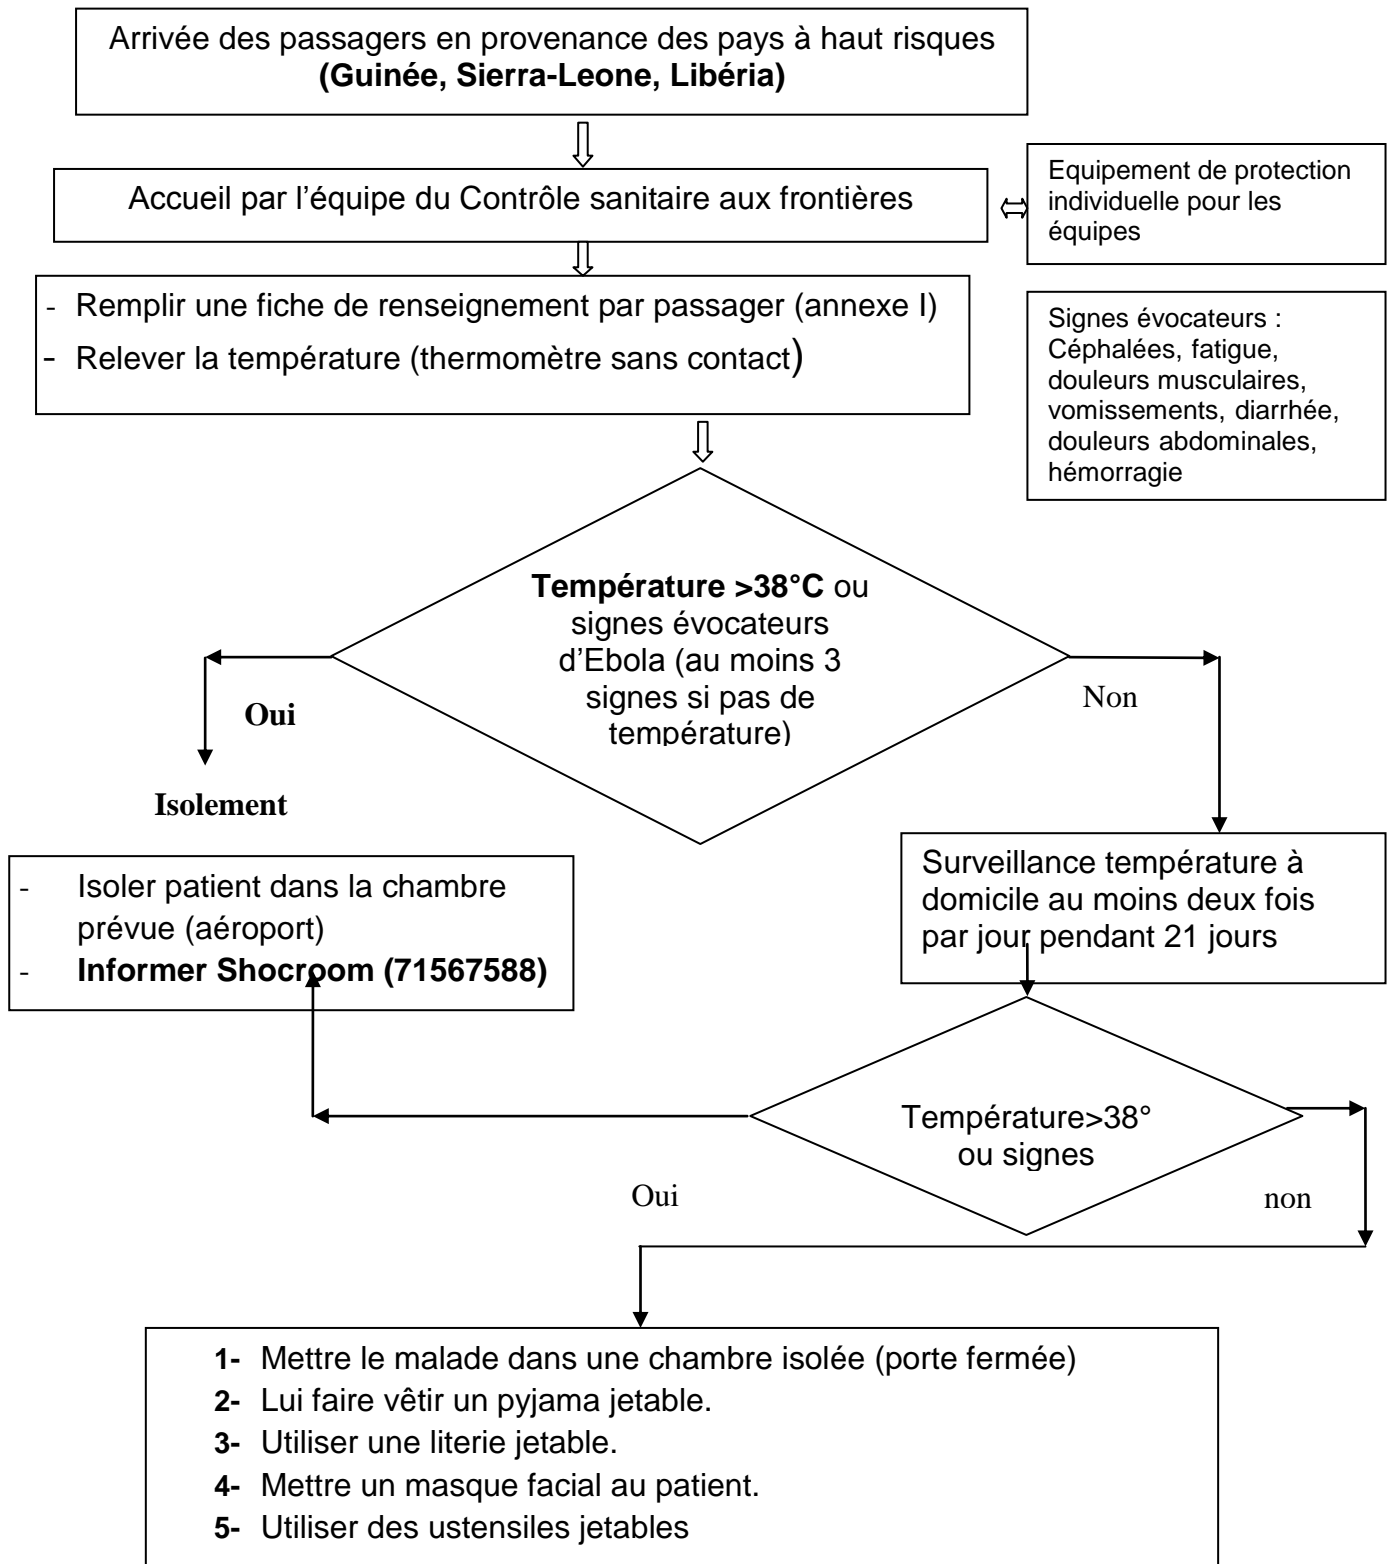 Arrivée des passagers en provenance des pays à haut risques
(Guinée, Sierra-Leone, Libéria)
Accueil par l'équipe du Contrôle sanitaire aux frontières
Equipement de protection
individuelle pour les
équipes
- Remplir une fiche de renseignement par passager (annexe I)
- Relever la température (thermomètre sans contact)
Signes évocateurs :
Céphalées, fatigue,
douleurs musculaires,
vomissements, diarrhée,
douleurs abdominales,
hémorragie
Température >38°C ou
signes évocateurs
d'Ebola (au moins 3
signes si pas de
température)
Oui
Non
Isolement
- Isoler patient dans la chambre
prévue (aéroport)
- Informer Shocroom (71567588)
Surveillance température à
domicile au moins deux fois
par jour pendant 21 jours
Température>38°
ou signes
Oui
non
1- Mettre le malade dans une chambre isolée (porte fermée)
2- Lui faire vêtir un pyjama jetable.
3- Utiliser une literie jetable.
4- Mettre un masque facial au patient.
5- Utiliser des ustensiles jetables